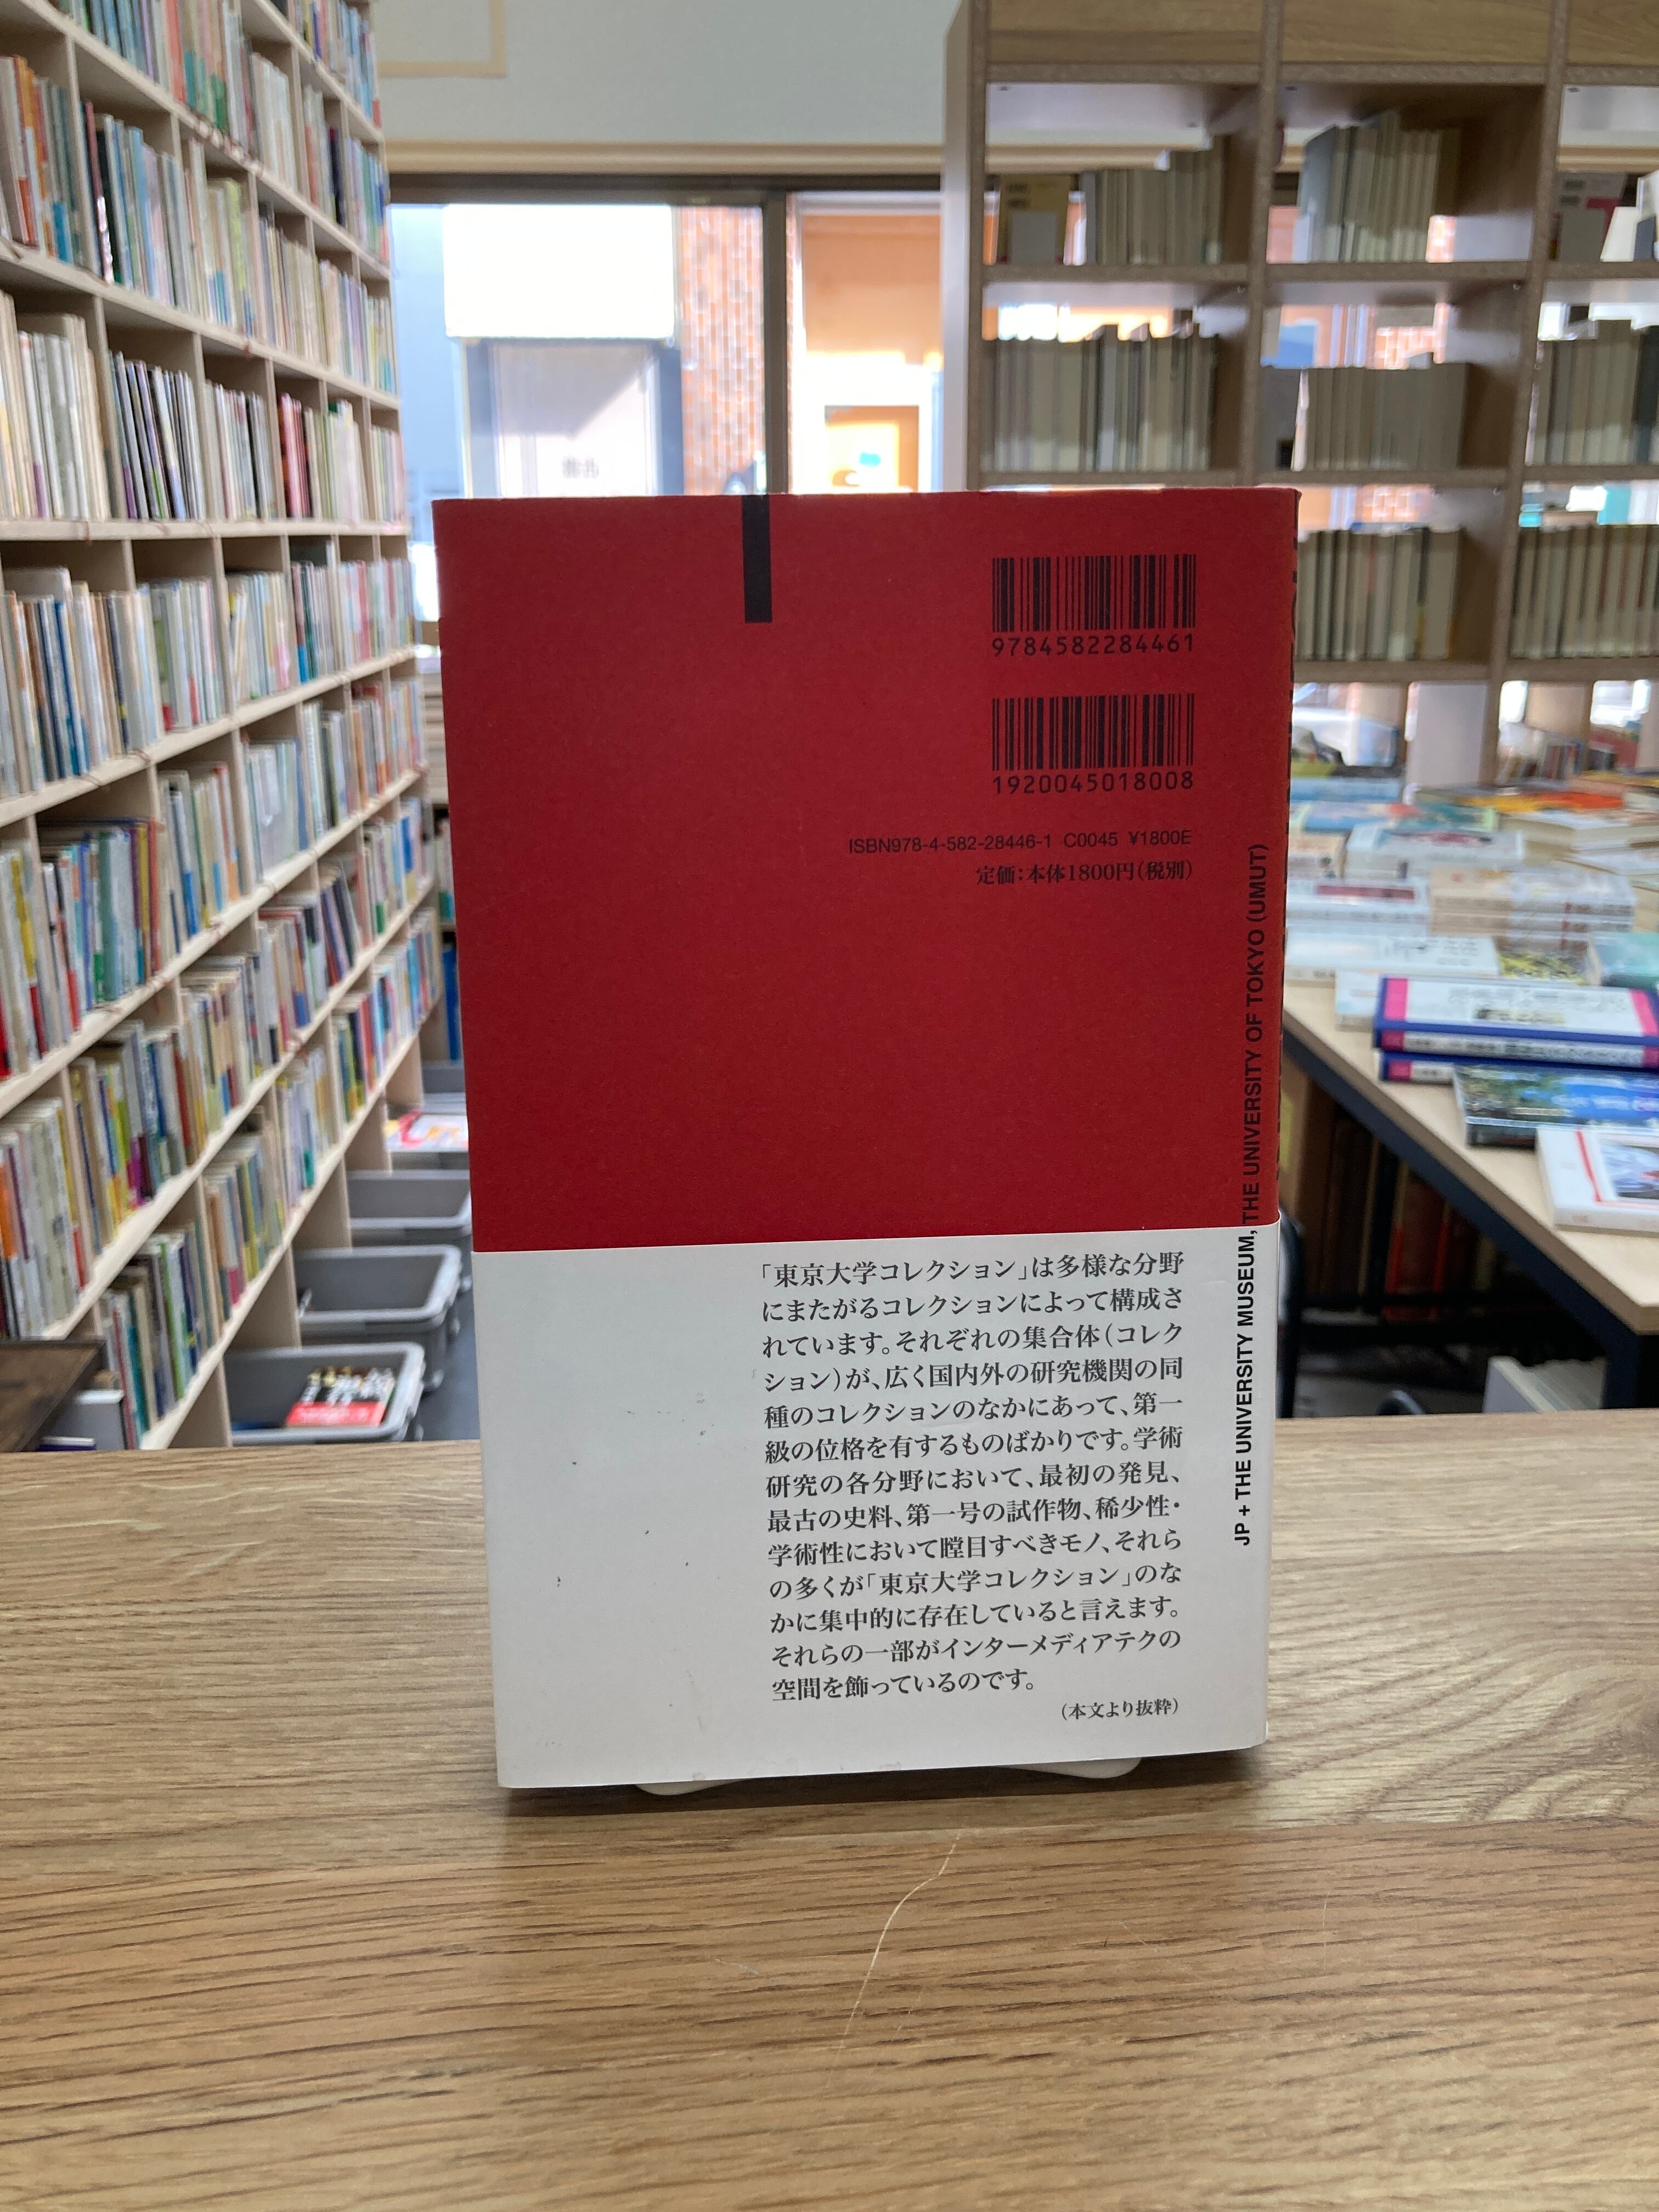 9784582284461
1920045018008
ISBN978-4-582-28446-1 C0045 ¥1800E
定価：本体1800円（税別）
JP + THE UNIVERSITY MUSEUM, THE UNIVERSITY OF TOKYO (UMUT)
「東京大学コレクション」は多様な分野
にまたがるコレクションによって構成さ
れています。それぞれの集合体（コレク
ション）が、広く国内外の研究機関の同
種のコレクションのなかにあって、第一
級の位格を有するものばかりです。学術
研究の各分野において、最初の発見、
最古の史料、第一号の試作物、稀少性・
学術性において瞠目すべきモノ、それら
の多くが「東京大学コレクション」のな
かに集中的に存在していると言えます。
それらの一部がインターメディアテクの
空間を飾っているのです。
（本文より抜粋）